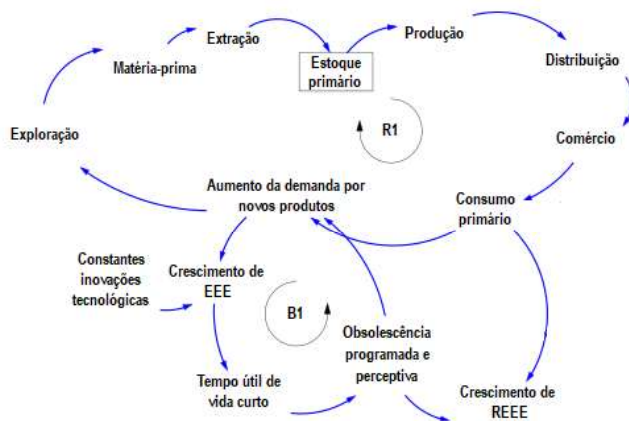 Extração
Produção
Matéria-prima
Estoque
primário
Distribuição
Exploração
R1
Comércio
Aumento da demanda por
novos produtos
Consumo
primário
Constantes
inovações
tecnológicas
Crescimento de
EEE
B1
Obsolescência
programada e
perceptiva
Tempo útil de
vida curto
Crescimento de
REEE